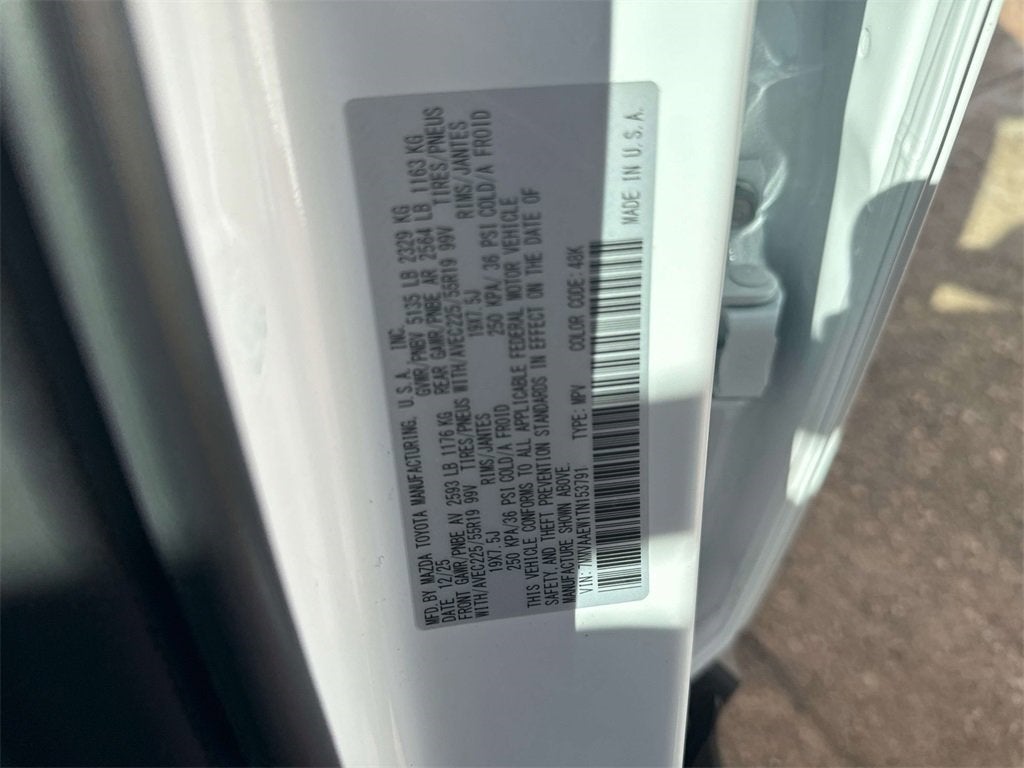 MFD.BY MAZDA TOYOTA MANUFACTURING, U.S.A., INC.
DATE 12/25 GVWR/PNBV 5135 LB 2329 KG
FRONT GAWR/PNBE AV 2593 LB 1176 KG REAR GAWR/PNBE AR 2564 LB 1163 KG
WITH/AVEC225/55R19 99V TIRES/PNEUS WITH/AVEC225/55R19 99V TIRES/PNEUS
19X7.5J RIMS/JANTES 19X7.5J RIMS/JANTES
250 KPA/36 PSI COLD/A FROID 250 KPA/ 36 PSI COLD/A FROID
THIS VEHICLE CONFORMS TO ALL APPLICABLE FEDERAL MOTOR VEHICLE
SAFETY AND THEFT PREVENTION STANDARDS IN EFFECT ON THE DATE OF
MANUFACTURE SHOWN ABOVE.
VIN:7MMVAAEW1TN153791 TYPE: MPV COLOR CODE:48K
MADE IN U.S.A.